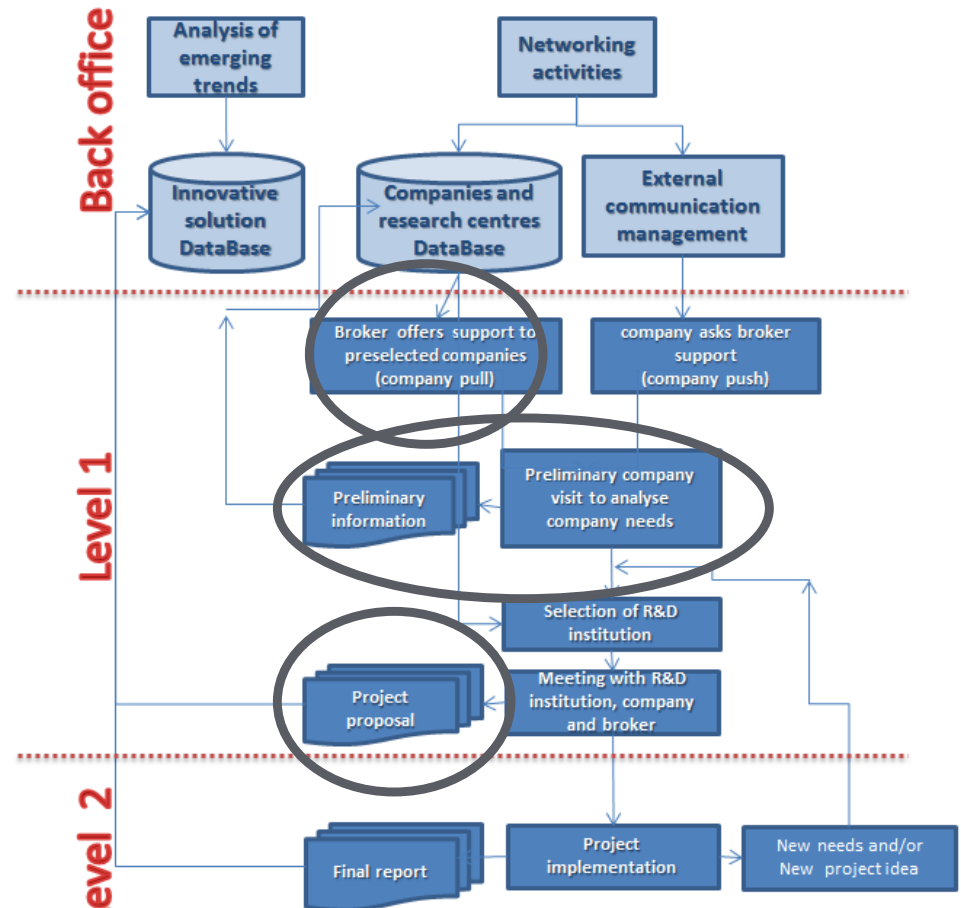 Back office
Analysis of
emerging
trends
Networking
activities
Innovative
solution
DataBase
Companies and
research centres
DataBase
External
communication
management
Level 1
Broker offers support to
preselected companies
(company pull)
company asks broker
support
(company push)
Preliminary
information
Preliminary company
visit to analyse
company needs
Selection of R&D
institution
Project
proposal
Meeting with R&D
institution, company
and broker
evel 2
Final report
Project
implementation
New needs and/or
New project idea